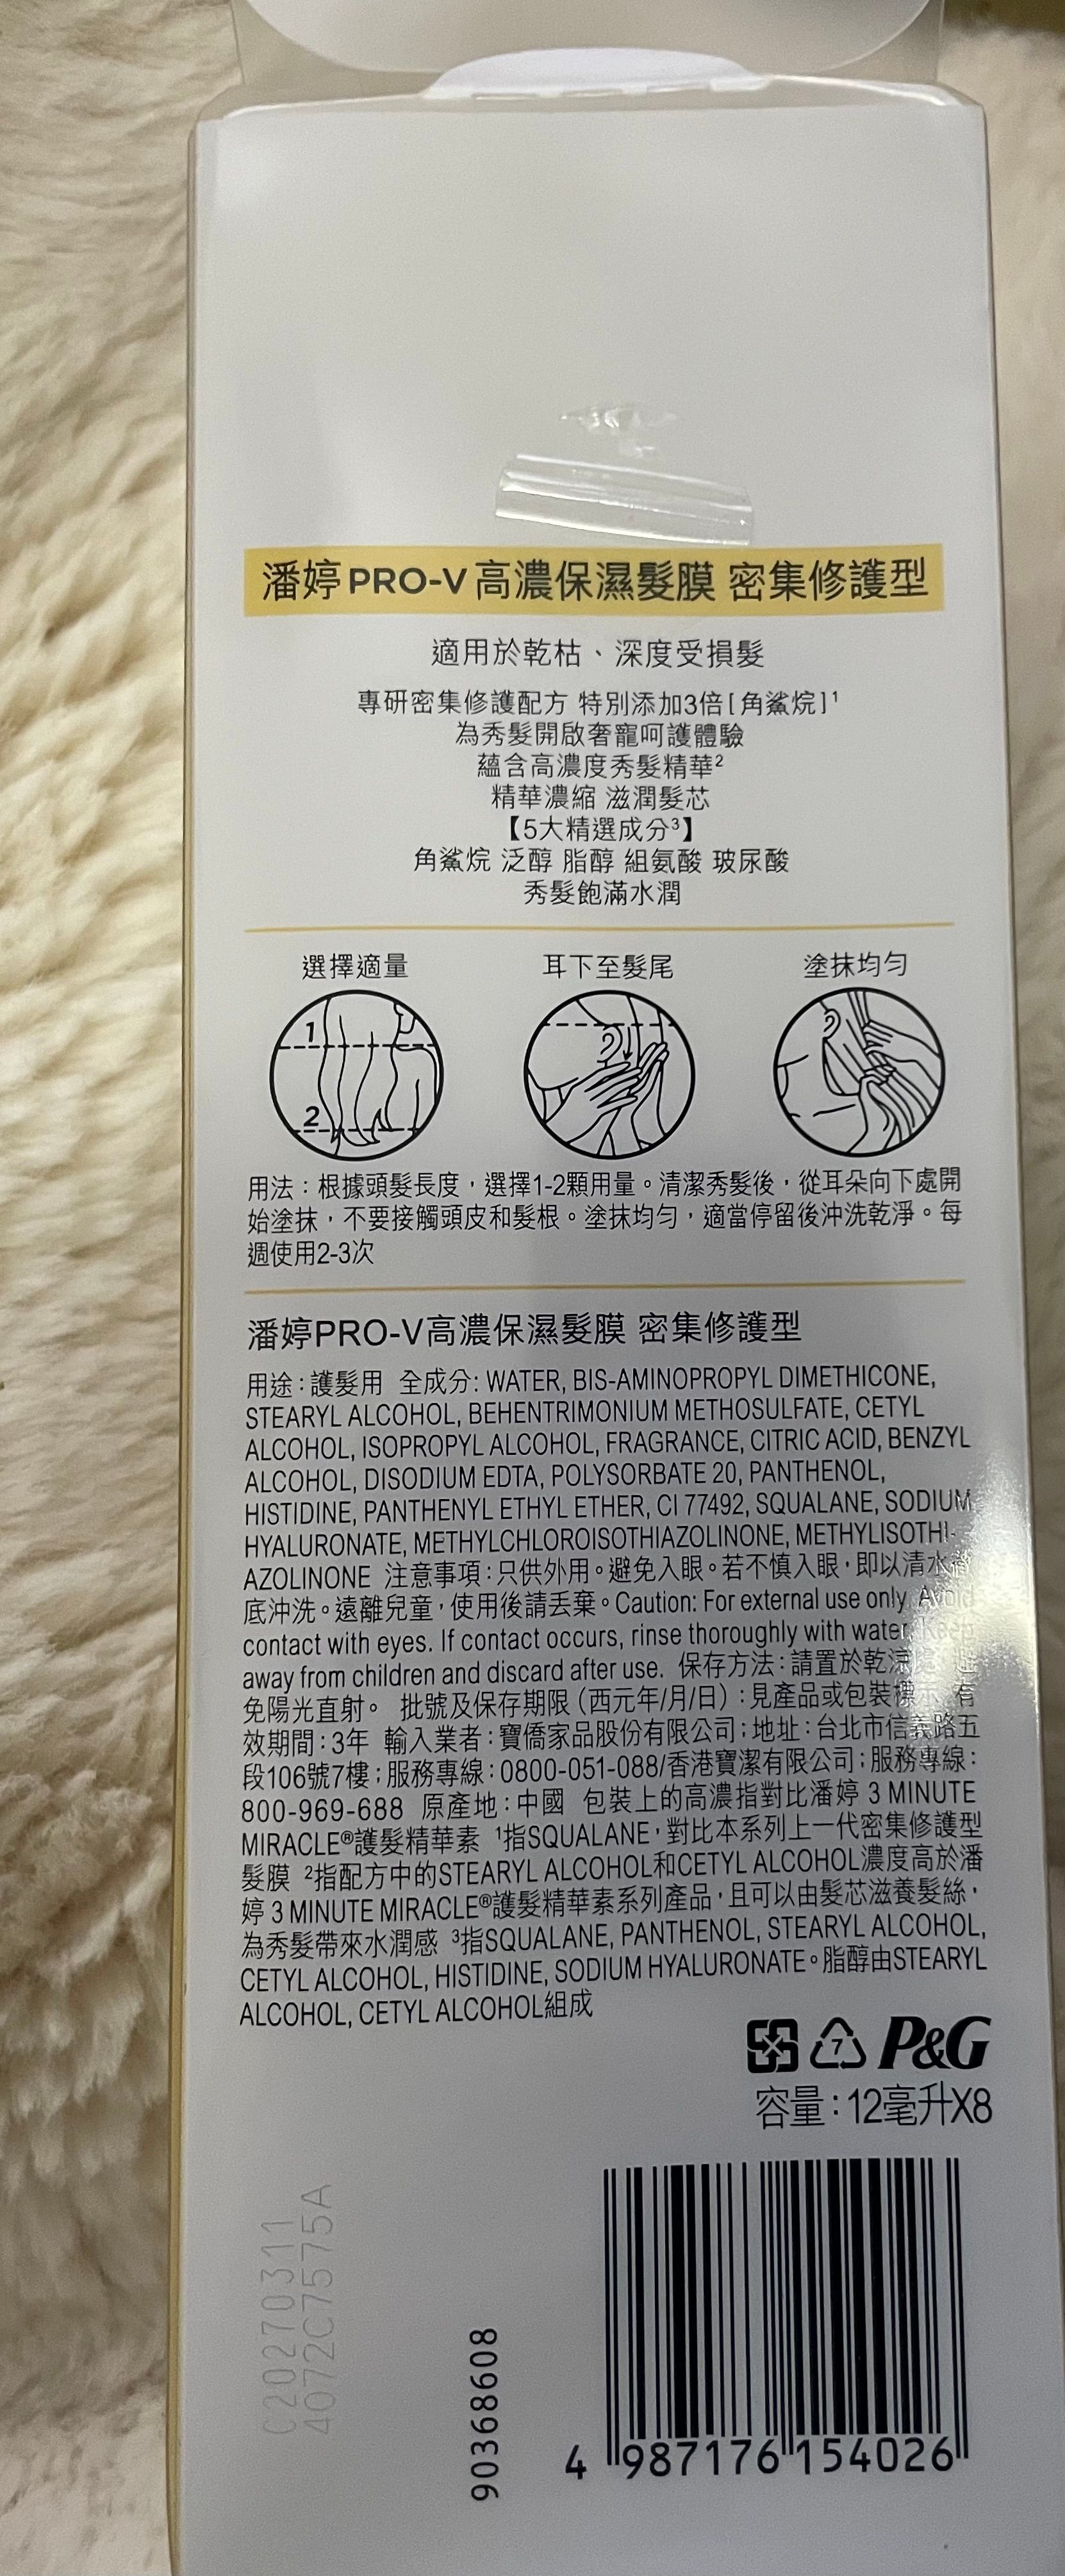 潘婷PRO-V高濃保濕髮膜 密集修護型
適用於乾枯、深度受損髮
專研密集修護配方 特別添加3倍[角鯊烷]¹
為秀髮開啟奢寵呵護體驗
蘊含高濃度秀髮精華²
精華濃縮 滋潤髮芯
【5大精選成分³】
角鯊烷 泛醇 脂醇 組氨酸 玻尿酸
秀髮飽滿水潤
選擇適量 耳下至髮尾 塗抹均勻
1
2
用法：根據頭髮長度，選擇1-2顆用量。清潔秀髮後，從耳朵向下處開
始塗抹，不要接觸頭皮和髮根。塗抹均勻，適當停留後沖洗乾淨。每
週使用2-3次
潘婷PRO-V高濃保濕髮膜 密集修護型
用途：護髮用 全成分: WATER, BIS-AMINOPROPYL DIMETHICONE,
STEARYL ALCOHOL, BEHENTRIMONIUM METHOSULFATE, CETYL
ALCOHOL, ISOPROPYL ALCOHOL, FRAGRANCE, CITRIC ACID, BENZYL
ALCOHOL, DISODIUM EDTA, POLYSORBATE 20, PANTHENOL,
HISTIDINE, PANTHENYL ETHYL ETHER, CI 77492, SQUALANE, SODIUM
HYALURONATE, METHYLCHLOROISOTHIAZOLINONE, METHYLISOTHI-
AZOLINONE 注意事項：只供外用。避免入眼。若不慎入眼，即以清水徹
底沖洗。遠離兒童，使用後請丟棄。Caution: For external use only. Avoid
contact with eyes. If contact occurs, rinse thoroughly with water. Keep
away from children and discard after use. 保存方法：請置於乾涼處，避
免陽光直射。 批號及保存期限（西元年/月/日）：見產品或包裝標示 有
效期間：3年 輸入業者：寶僑家品股份有限公司；地址：台北市信義路五
段106號7樓；服務專線：0800-051-088/香港寶潔有限公司；服務專線：
800-969-688 原產地：中國 包裝上的高濃指對比潘婷 3 MINUTE
MIRACLE®護髮精華素 ¹指SQUALANE，對比本系列上一代密集修護型
髮膜 ²指配方中的STEARYL ALCOHOL和CETYL ALCOHOL濃度高於潘
婷 3 MINUTE MIRACLE®護髮精華素系列產品，且可以由髮芯滋養髮絲，
為秀髮帶來水潤感 ³指SQUALANE, PANTHENOL, STEARYL ALCOHOL,
CETYL ALCOHOL, HISTIDINE, SODIUM HYALURONATE。脂醇由STEARYL
ALCOHOL, CETYL ALCOHOL組成
7 P&G
容量：12毫升X8
C20270311
4072C7575A
90368608
4 987176 154026